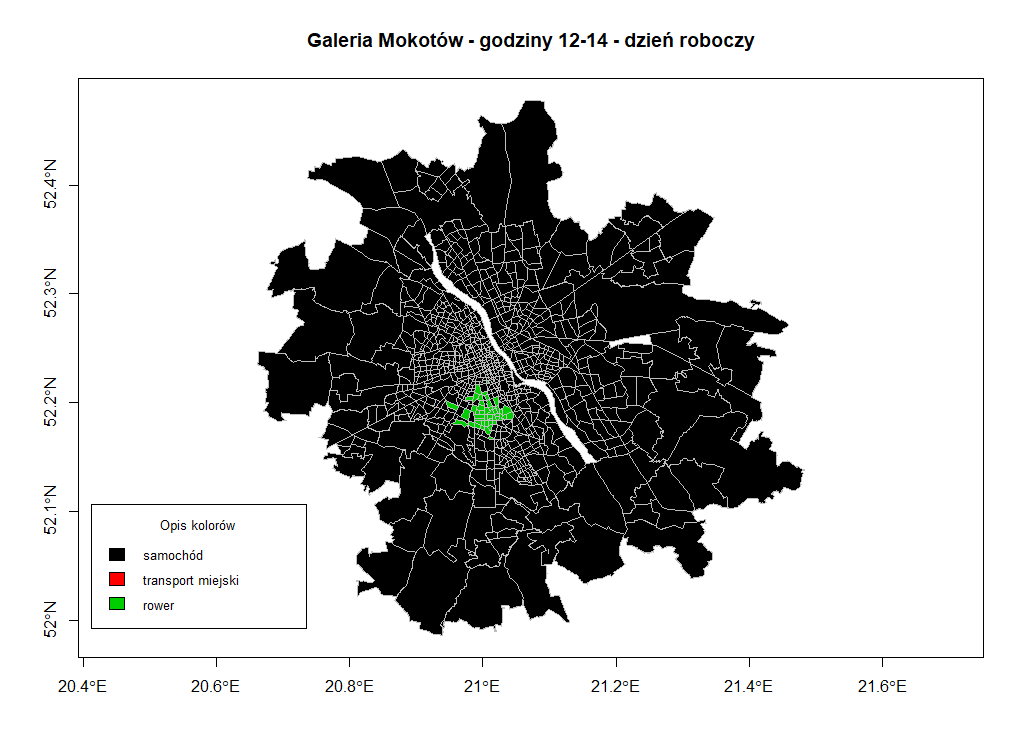 Galeria Mokotów - godziny 12-14 - dzień roboczy
52.4°N
52.3°N
52.2°N
52.1°N
52°N
Opis kolorów
samochód
transport miejski
rower
20.4°E 20.6°E 20.8°E 21°E 21.2°E 21.4°E 21.6°E